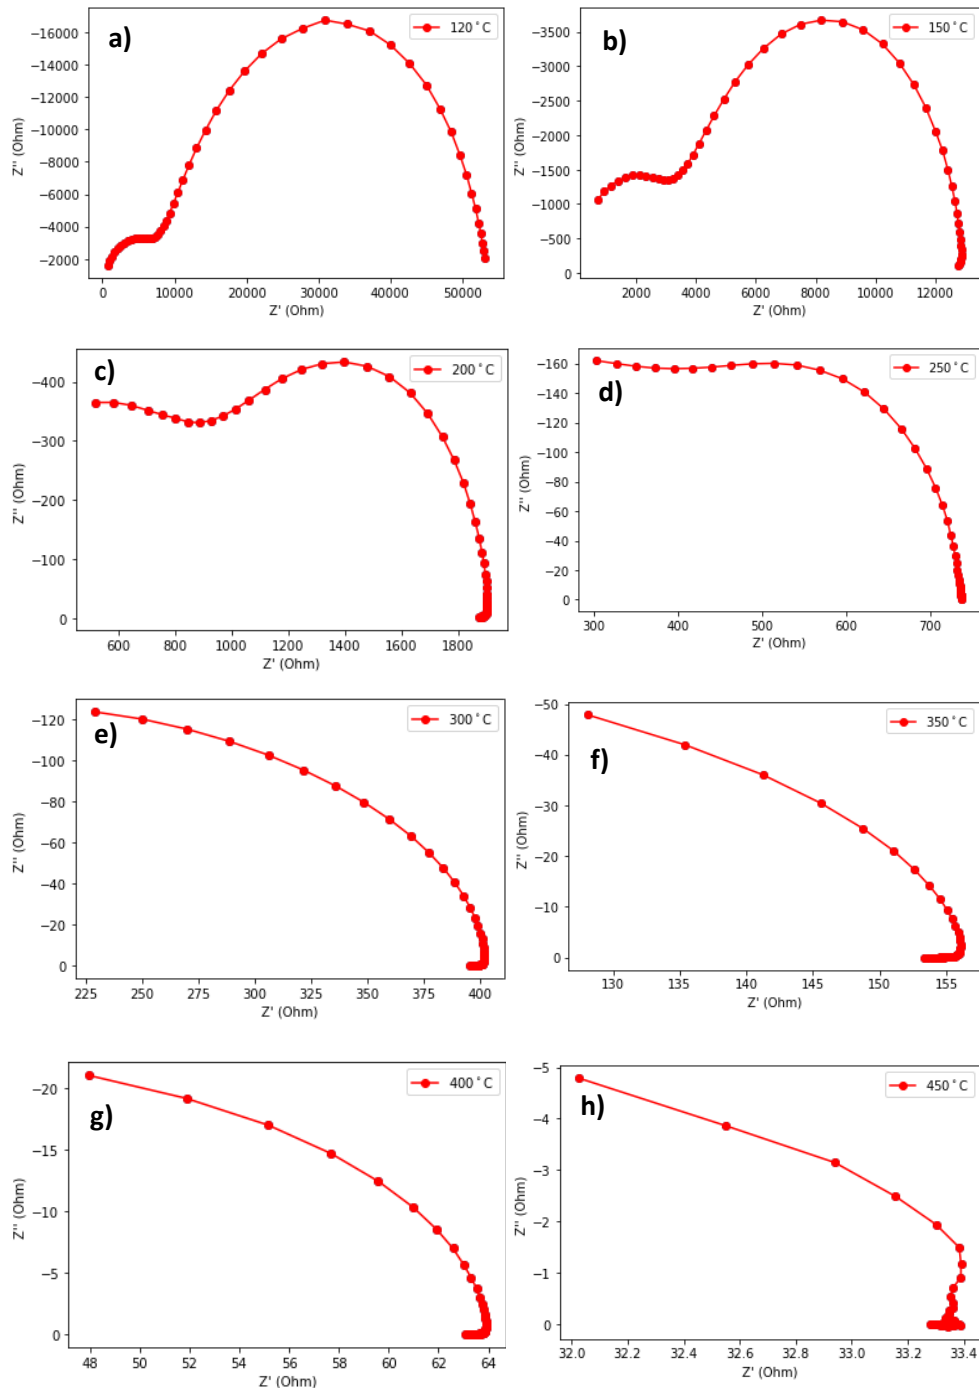 a)
120°C
−16000
−14000
−12000
−10000
−8000
−6000
−4000
−2000
Z'' (Ohm)
0 10000 20000 30000 40000 50000
Z' (Ohm)
b)
150°C
−3500
−3000
−2500
−2000
−1500
−1000
−500
0
Z'' (Ohm)
2000 4000 6000 8000 10000 12000
Z' (Ohm)
c)
200°C
−400
−300
−200
−100
0
Z'' (Ohm)
600 800 1000 1200 1400 1600 1800
Z' (Ohm)
d)
250°C
−160
−140
−120
−100
−80
−60
−40
−20
0
Z'' (Ohm)
300 400 500 600 700
Z' (Ohm)
e)
300°C
−120
−100
−80
−60
−40
−20
0
Z'' (Ohm)
225 250 275 300 325 350 375 400
Z' (Ohm)
f)
350°C
−50
−40
−30
−20
−10
0
Z'' (Ohm)
130 135 140 145 150 155
Z' (Ohm)
g)
400°C
−20
−15
−10
−5
0
Z'' (Ohm)
48 50 52 54 56 58 60 62 64
Z' (Ohm)
h)
450°C
−5
−4
−3
−2
−1
0
Z'' (Ohm)
32.0 32.2 32.4 32.6 32.8 33.0 33.2 33.4
Z' (Ohm)